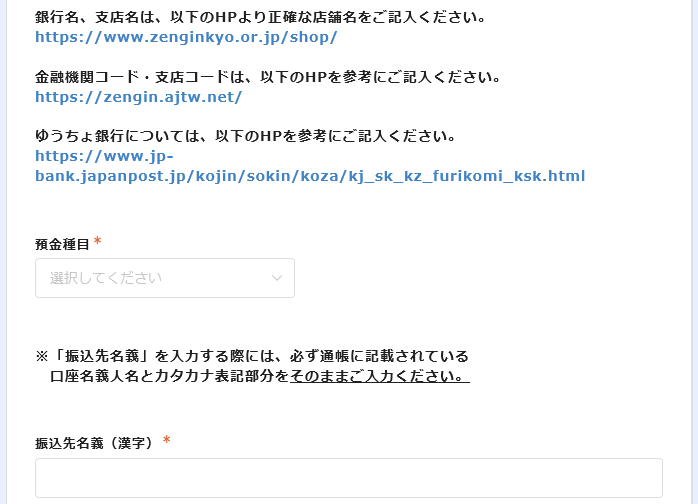 銀行名、支店名は、以下のHPより正確な店舗名をご記入ください。
https://www.zenginkyo.or.jp/shop/
金融機関コード・支店コードは、以下のHPを参考にご記入ください。
https://zengin.ajtw.net/
ゆうちょ銀行については、以下のHPを参考にご記入ください。
https://www.jp-
bank.japanpost.jp/kojin/sokin/koza/kj_sk_kz_furikomi_ksk.html
預金種目 *
選択してください
※「振込先名義」を入力する際には、必ず通帳に記載されている
口座名義人名とカタカナ表記部分をそのままご入力ください。
振込先名義（漢字） *